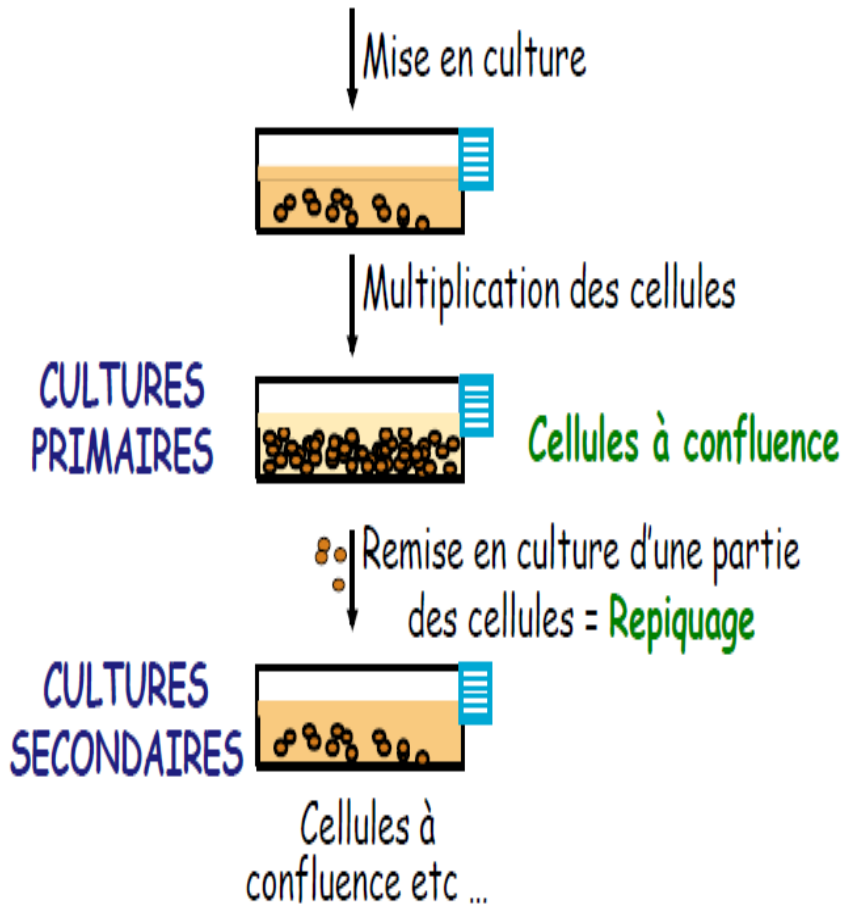 Mise en culture
Multiplication des cellules
CULTURES
PRIMAIRES
Cellules à confluence
Remise en culture d'une partie
des cellules = Repiquage
CULTURES
SECONDAIRES
Cellules à
confluence etc ...